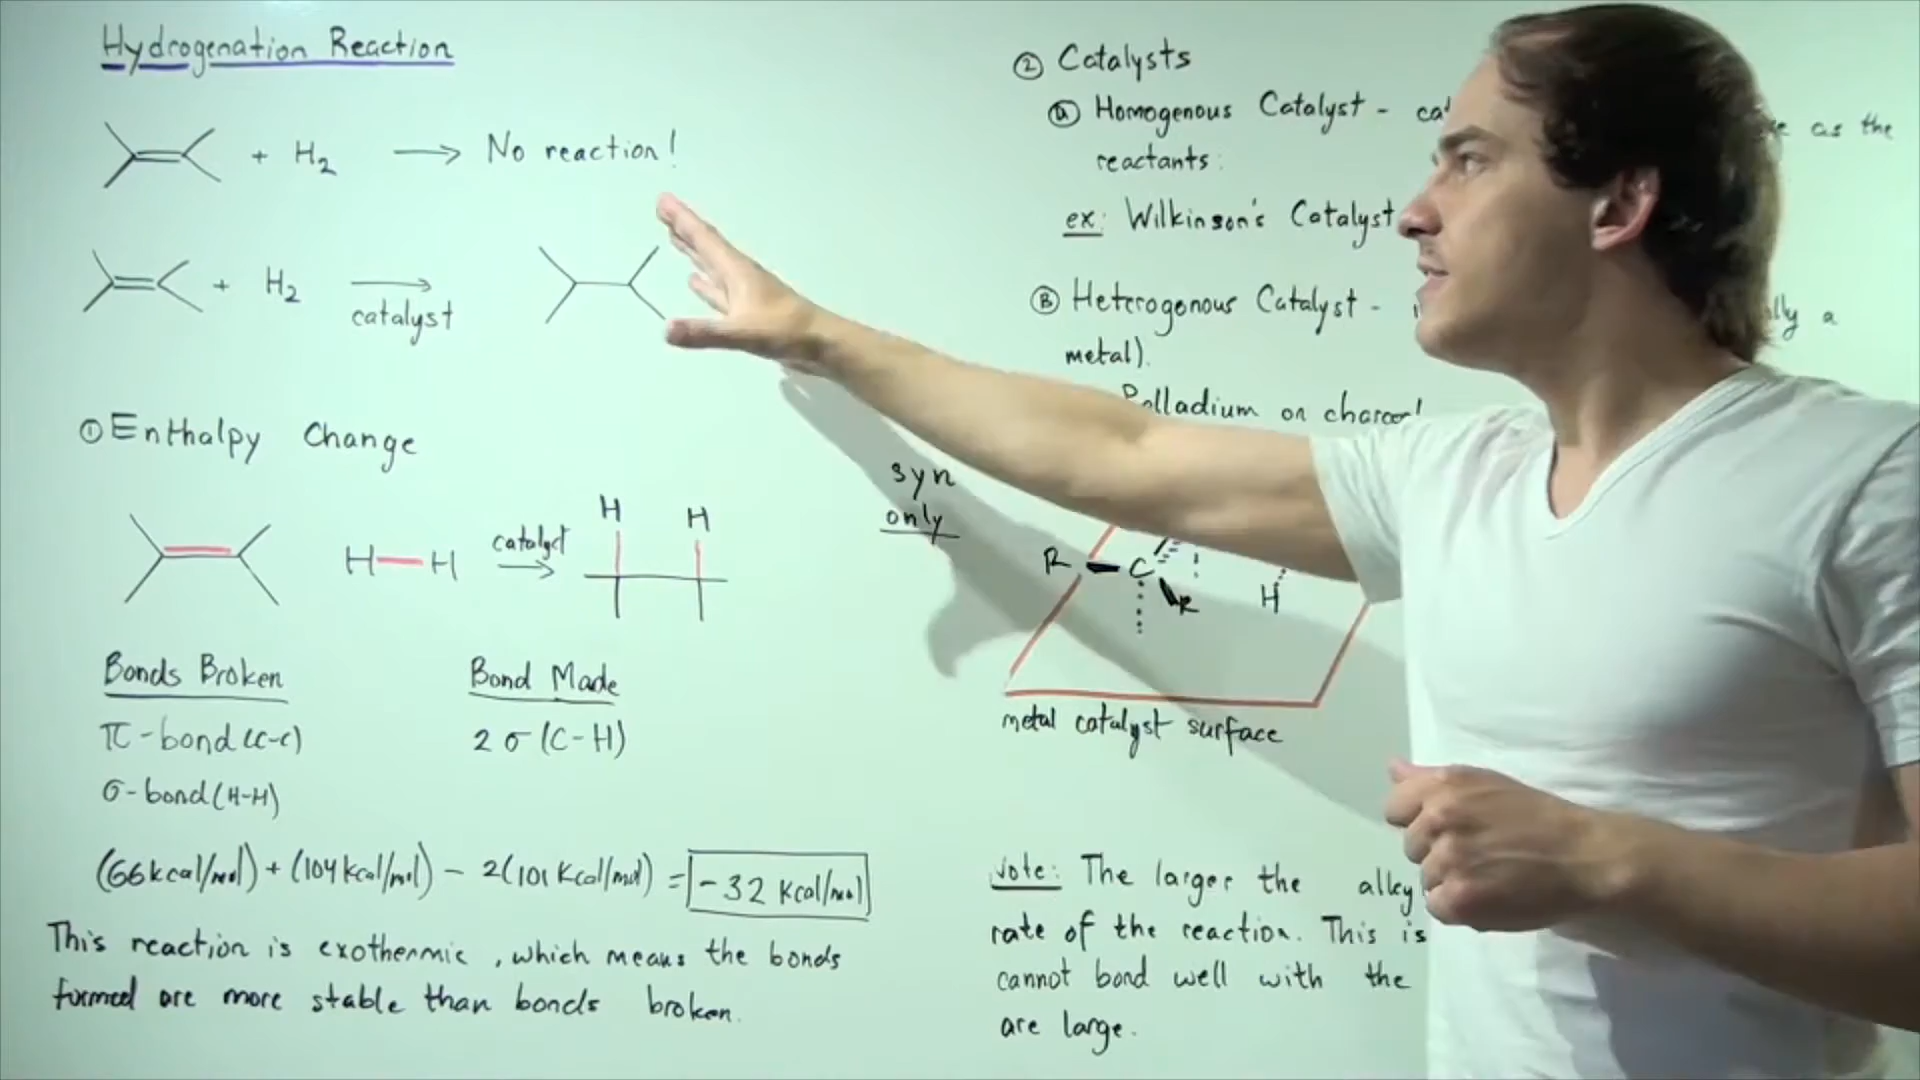 Hydrogenation Reaction
+ H₂ → No reaction!
+ H₂ →
catalyst
① Enthalpy Change
H H
H—H catalyst →
Bonds Broken Bond Made
π-bond (C-C) 2 σ (C-H)
σ-bond (H-H)
(66 kcal/mol) + (104 kcal/mol) - 2(101 Kcal/mol) = -32 Kcal/mol
This reaction is exothermic, which means the bonds
formed are more stable than bonds broken.
② Catalysts
ⓐ Homogenous Catalyst - as the
reactants:
ex: Wilkinson's Catalyst
Ⓑ Heterogonous Catalyst - a
metal).
Palladium on charcoal
syn
only
R C R H
metal catalyst surface
Note: The larger the
rate of the reaction. This is
cannot bond well with the
are large.